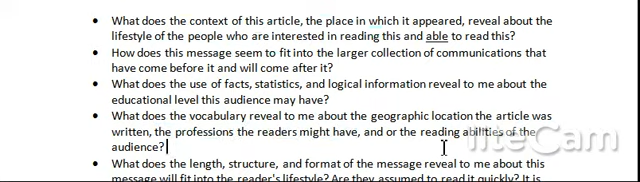 • What does the context of this article, the place in which it appeared, reveal about the
lifestyle of the people who are interested in reading this and able to read this?
• How does this message seem to fit into the larger collection of communications that
have come before it and will come after it?
• What does the use of facts, statistics, and logical information reveal to me about the
educational level this audience may have?
• What does the vocabulary reveal to me about the geographic location the article was
written, the professions the readers might have, and or the reading abilities of the
audience?
liteCam
• What does the length, structure, and format of the message reveal to me about this
message will fit into the reader's lifestyle? Are they assumed to read it quickly? It is